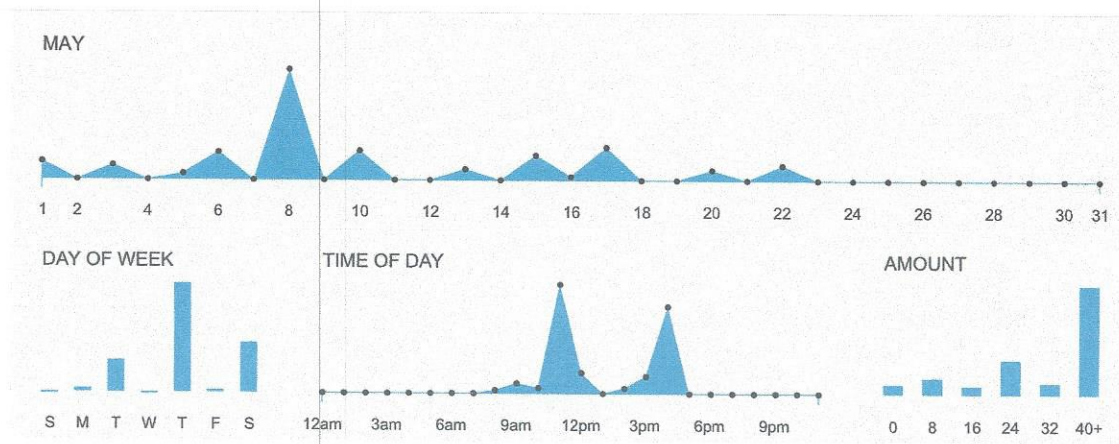 MAY
1 2 4 6 8 10 12 14 16 18 20 22 24 26 28 30 31
DAY OF WEEK
S M T W T F S
TIME OF DAY
12am 3am 6am 9am 12pm 3pm 6pm 9pm
AMOUNT
0 8 16 24 32 40+